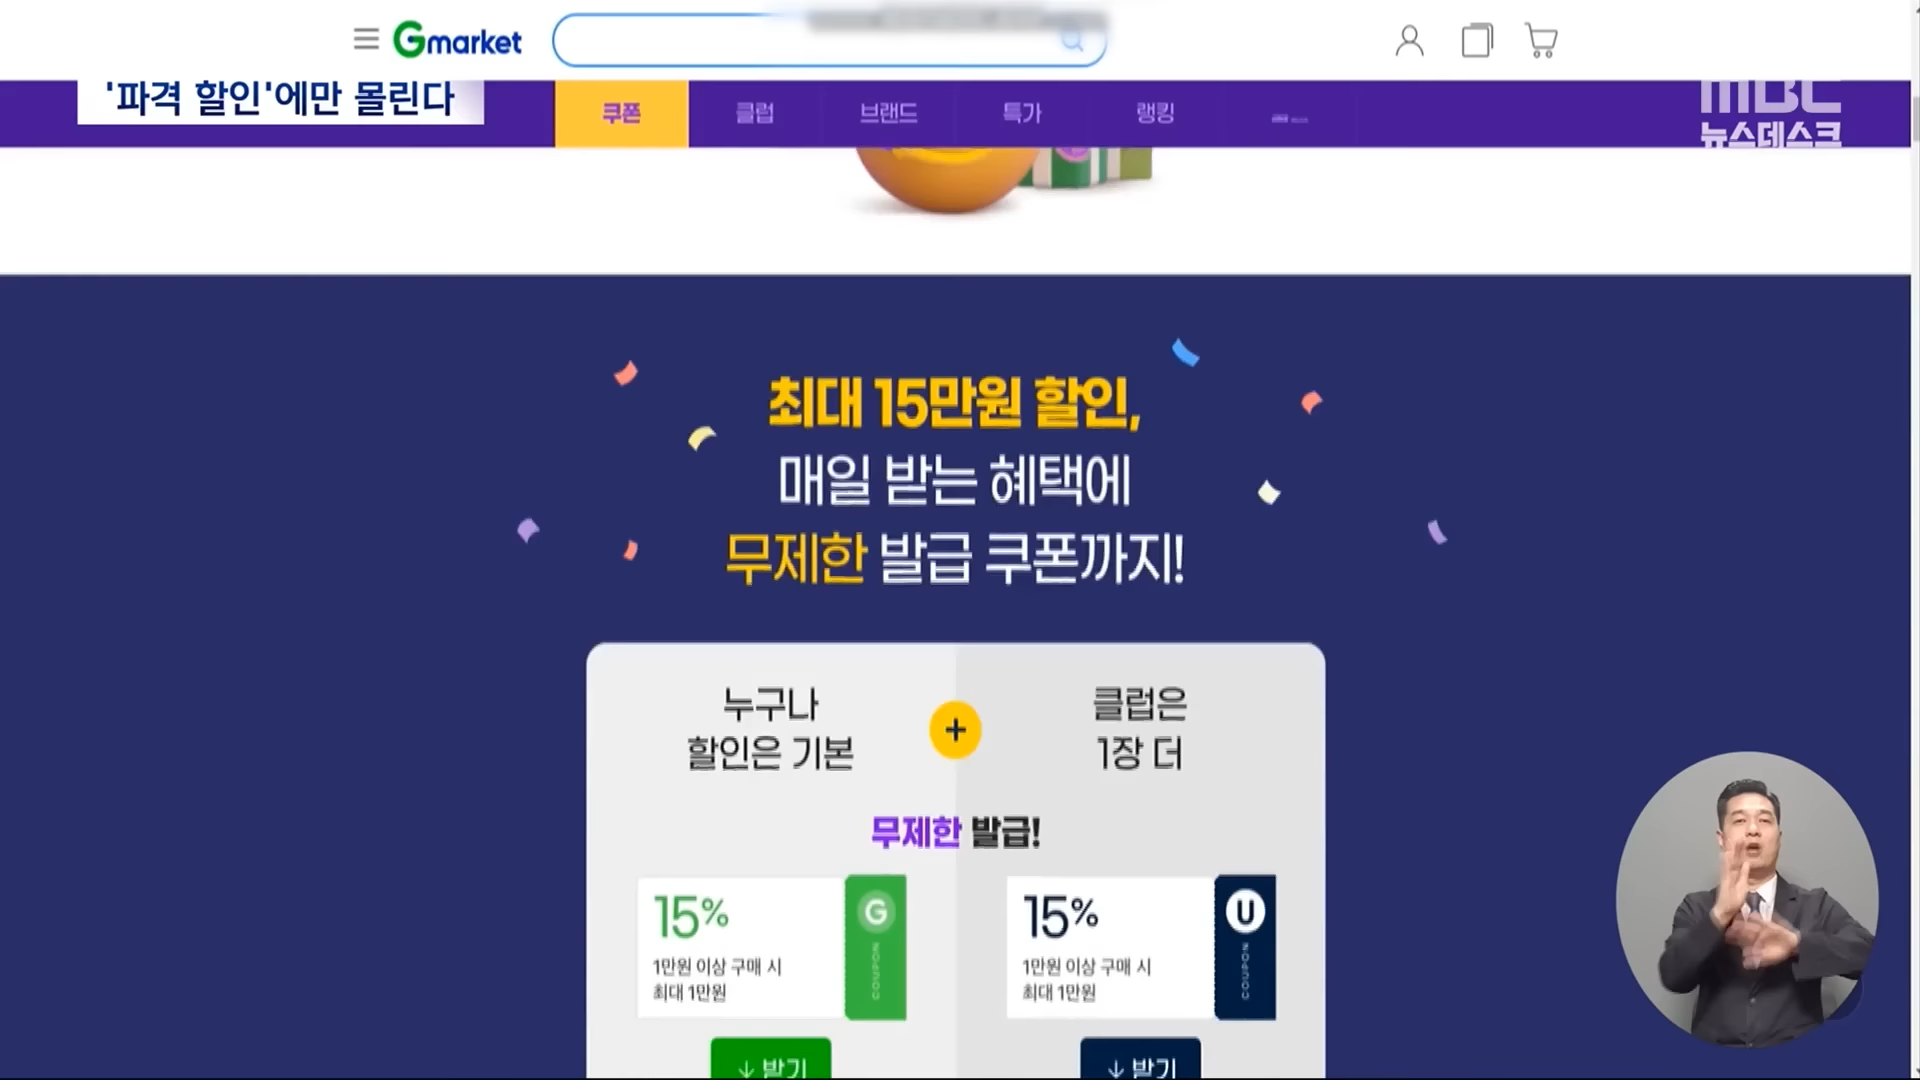 Gmarket
'파격 할인'에만 몰린다
쿠폰
클럽
브랜드
특가
랭킹
MBC
뉴스데스크
최대 15만원 할인,
매일 받는 혜택에
무제한 발급 쿠폰까지!
누구나
할인은 기본
+
클럽은
1장 더
무제한 발급!
15%
1만원 이상 구매 시
최대 1만원
G
COUPON
15%
1만원 이상 구매 시
최대 1만원
U
COUPON
↓ 받기
↓ 받기